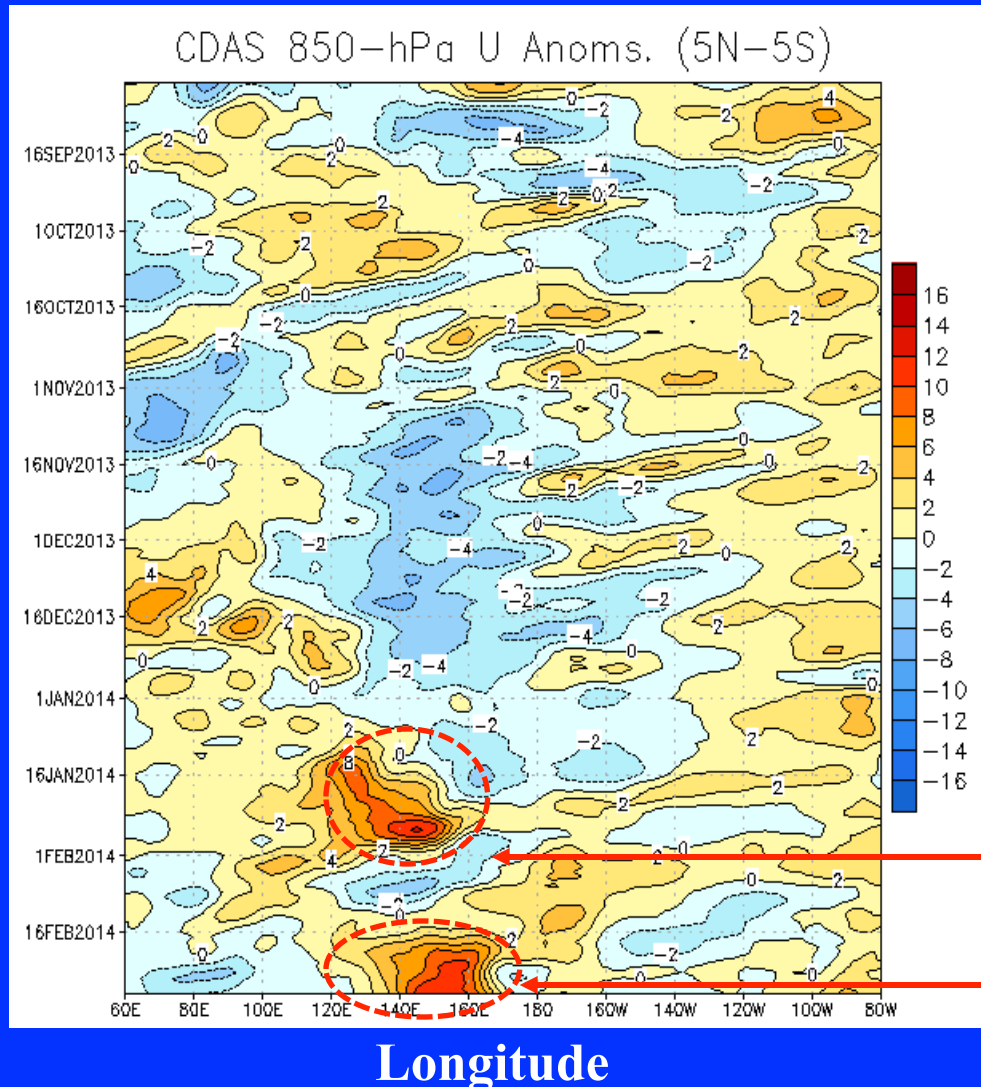 CDAS 850-hPa U Anoms. (5N-5S)
16SEP2013
1OCT2013
16OCT2013
1NOV2013
16NOV2013
1DEC2013
16DEC2013
1JAN2014
16JAN2014
1FEB2014
16FEB2014
60E 80E 100E 120E 140E 160E 180 160W 140W 120W 100W 80W
16
14
12
10
8
6
4
2
0
-2
-4
-6
-8
-10
-12
-14
-16
Longitude